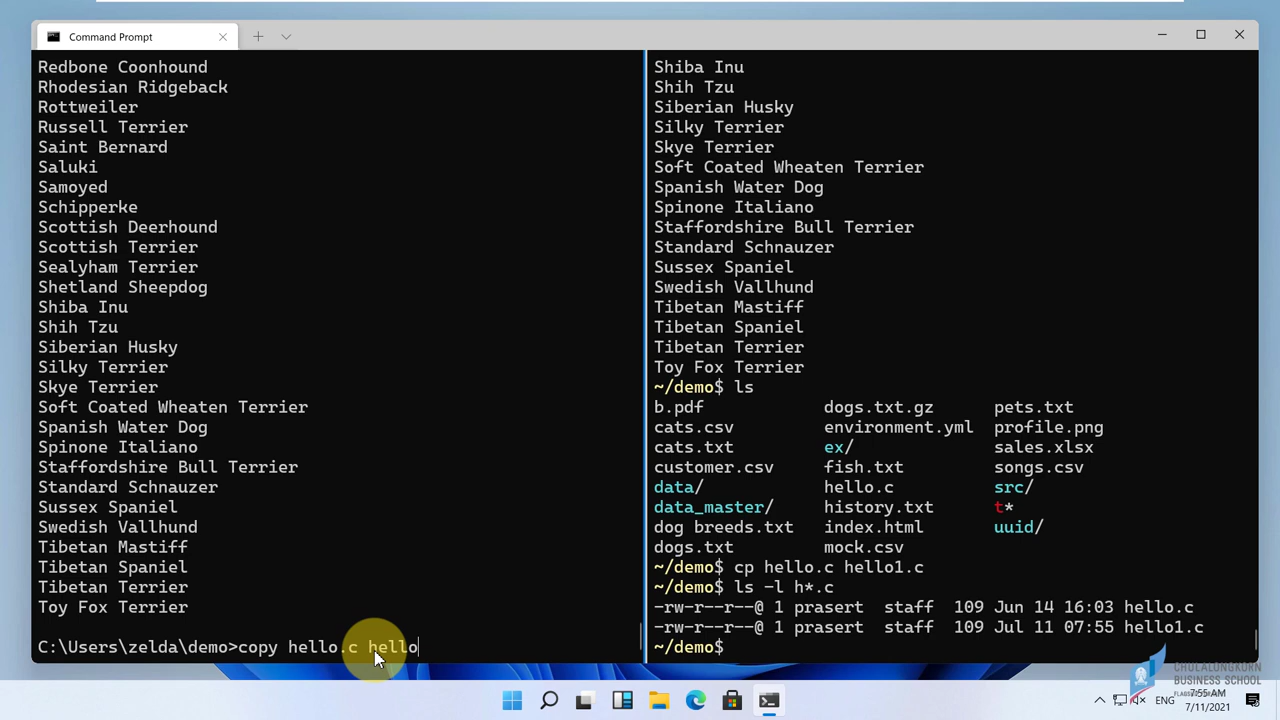 Command Prompt
Redbone Coonhound
Rhodesian Ridgeback
Rottweiler
Russell Terrier
Saint Bernard
Saluki
Samoyed
Schipperke
Scottish Deerhound
Scottish Terrier
Sealyham Terrier
Shetland Sheepdog
Shiba Inu
Shih Tzu
Siberian Husky
Silky Terrier
Skye Terrier
Soft Coated Wheaten Terrier
Spanish Water Dog
Spinone Italiano
Staffordshire Bull Terrier
Standard Schnauzer
Sussex Spaniel
Swedish Vallhund
Tibetan Mastiff
Tibetan Spaniel
Tibetan Terrier
Toy Fox Terrier
C:\Users\zelda\demo>copy hello.c hello
Shiba Inu
Shih Tzu
Siberian Husky
Silky Terrier
Skye Terrier
Soft Coated Wheaten Terrier
Spanish Water Dog
Spinone Italiano
Staffordshire Bull Terrier
Standard Schnauzer
Sussex Spaniel
Swedish Vallhund
Tibetan Mastiff
Tibetan Spaniel
Tibetan Terrier
Toy Fox Terrier
~/demo$ ls
b.pdf dogs.txt.gz pets.txt
cats.csv environment.yml profile.png
cats.txt ex/ sales.xlsx
customer.csv fish.txt songs.csv
data/ hello.c src/
data_master/ history.txt t*
dog breeds.txt index.html uuid/
dogs.txt mock.csv
~/demo$ cp hello.c hello1.c
~/demo$ ls -l h*.c
-rw-r--r--@ 1 prasert staff 109 Jun 14 16:03 hello.c
-rw-r--r--@ 1 prasert staff 109 Jul 11 07:55 hello1.c
~/demo$
CHULALONGKORN
BUSINESS SCHOOL
ENG
7:55 AM
7/11/2021